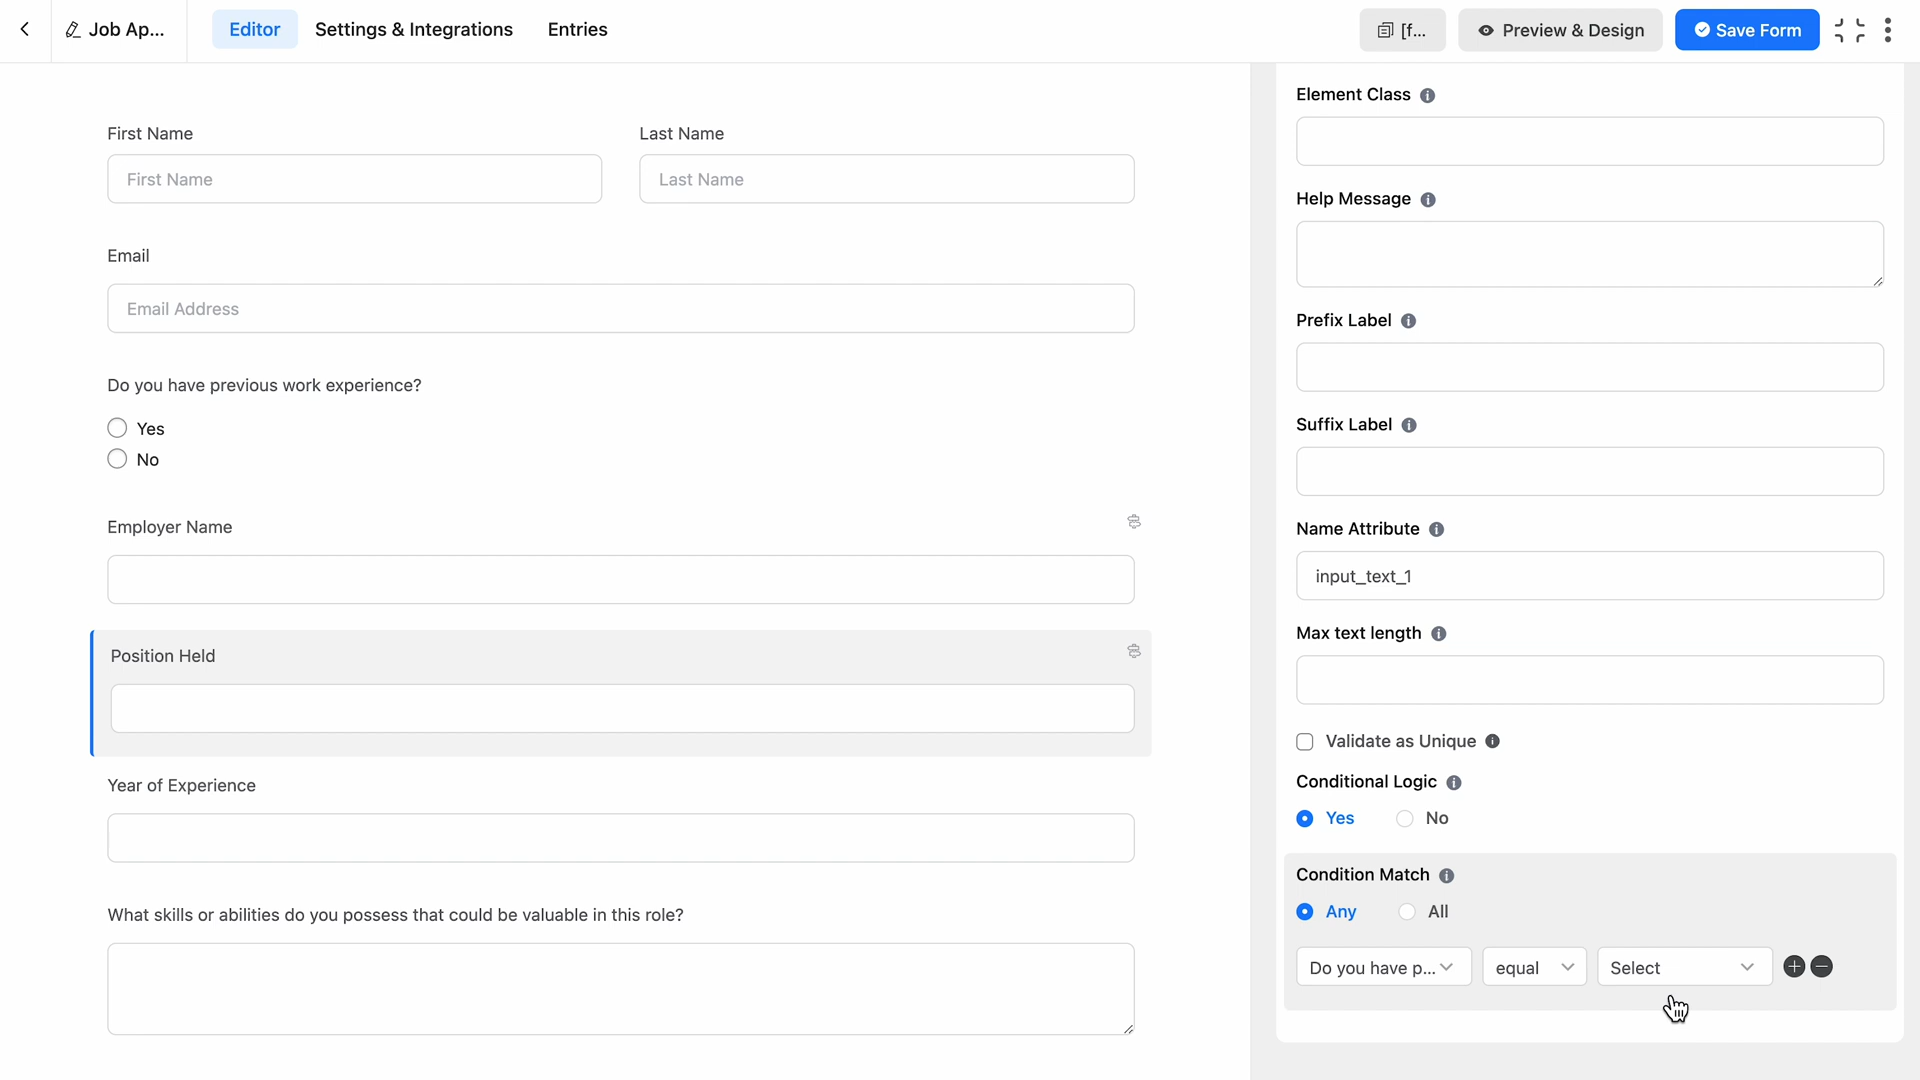 Job Ap...
Editor
Settings & Integrations
Entries
[f...
Preview & Design
Save Form
First Name
Last Name
First Name
Last Name
Email
Email Address
Do you have previous work experience?
Yes
No
Employer Name
Position Held
Year of Experience
What skills or abilities do you possess that could be valuable in this role?
Element Class
Help Message
Prefix Label
Suffix Label
Name Attribute
input_text_1
Max text length
Validate as Unique
Conditional Logic
Yes No
Condition Match
Any All
Do you have p... equal Select